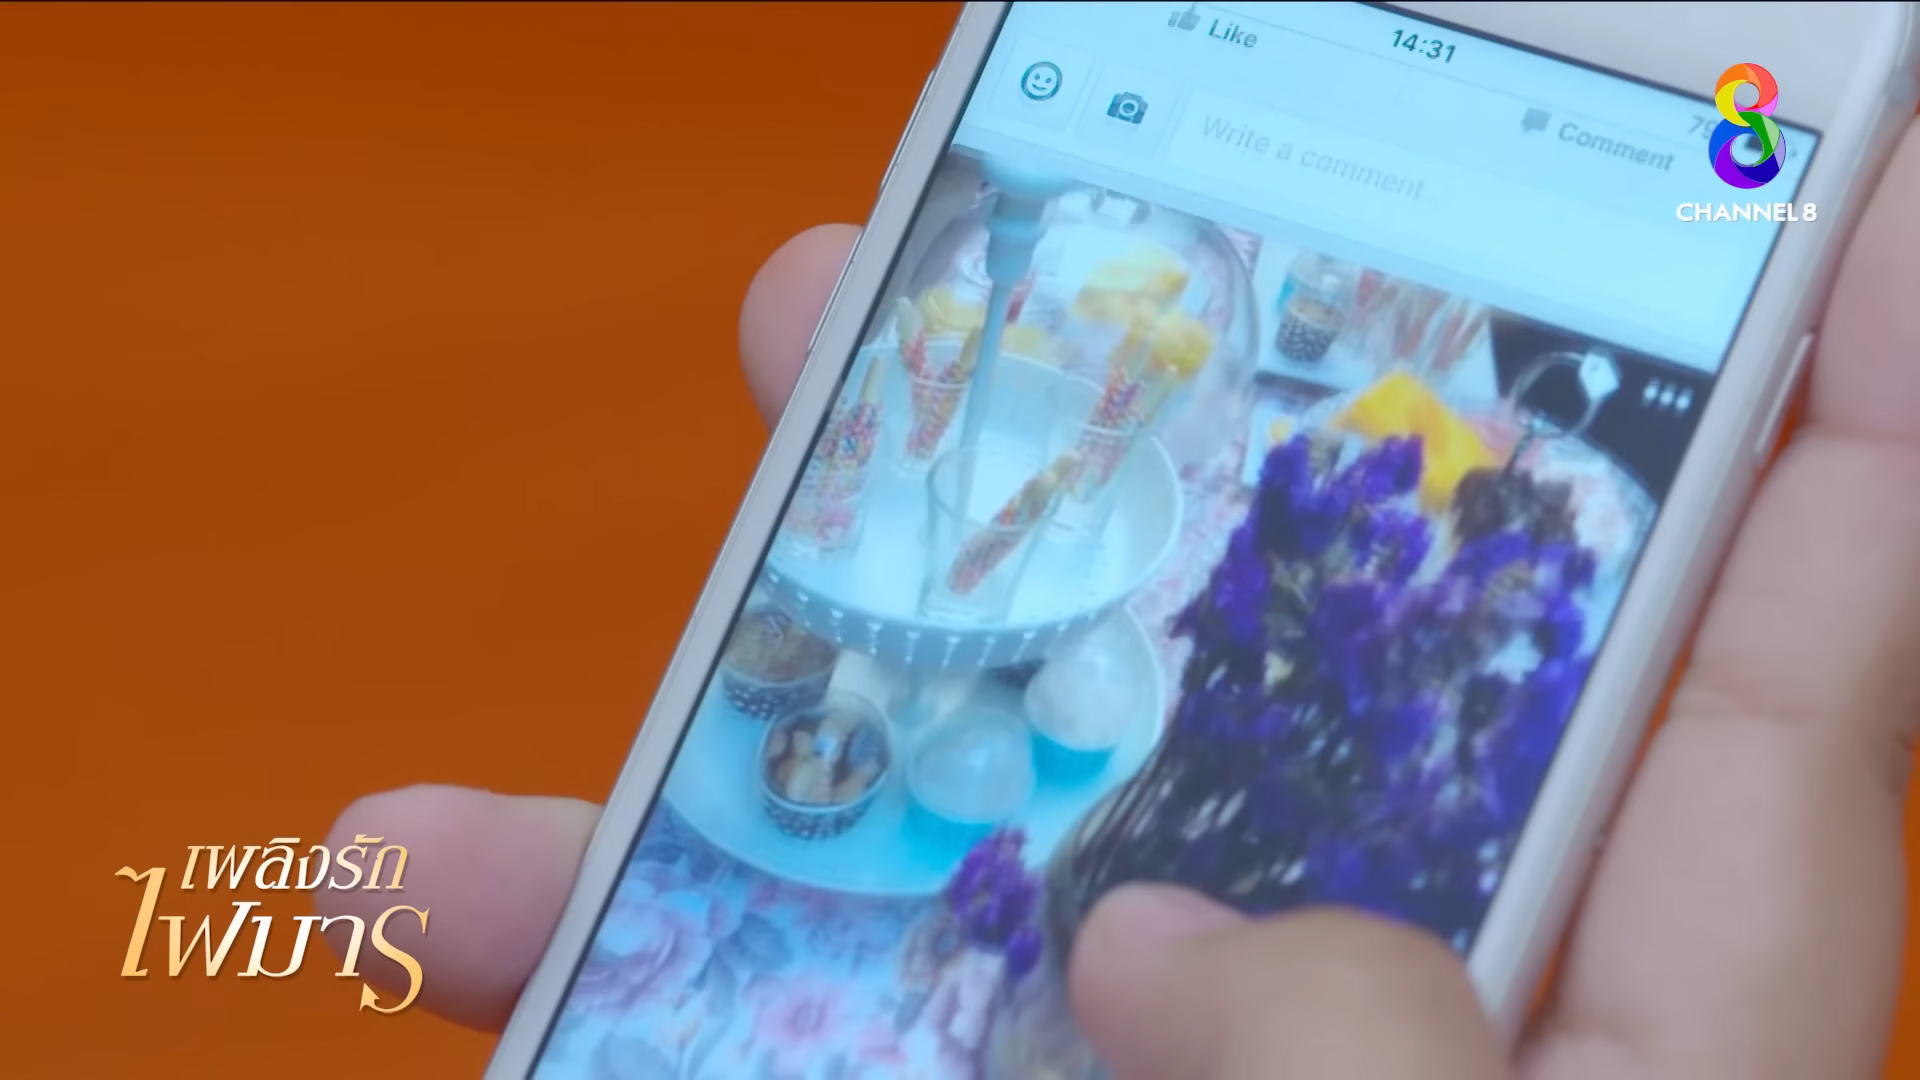 14:31
Like
Comment
Write a comment...
CHANNEL 8
เพลิงรัก
ไฟมาร